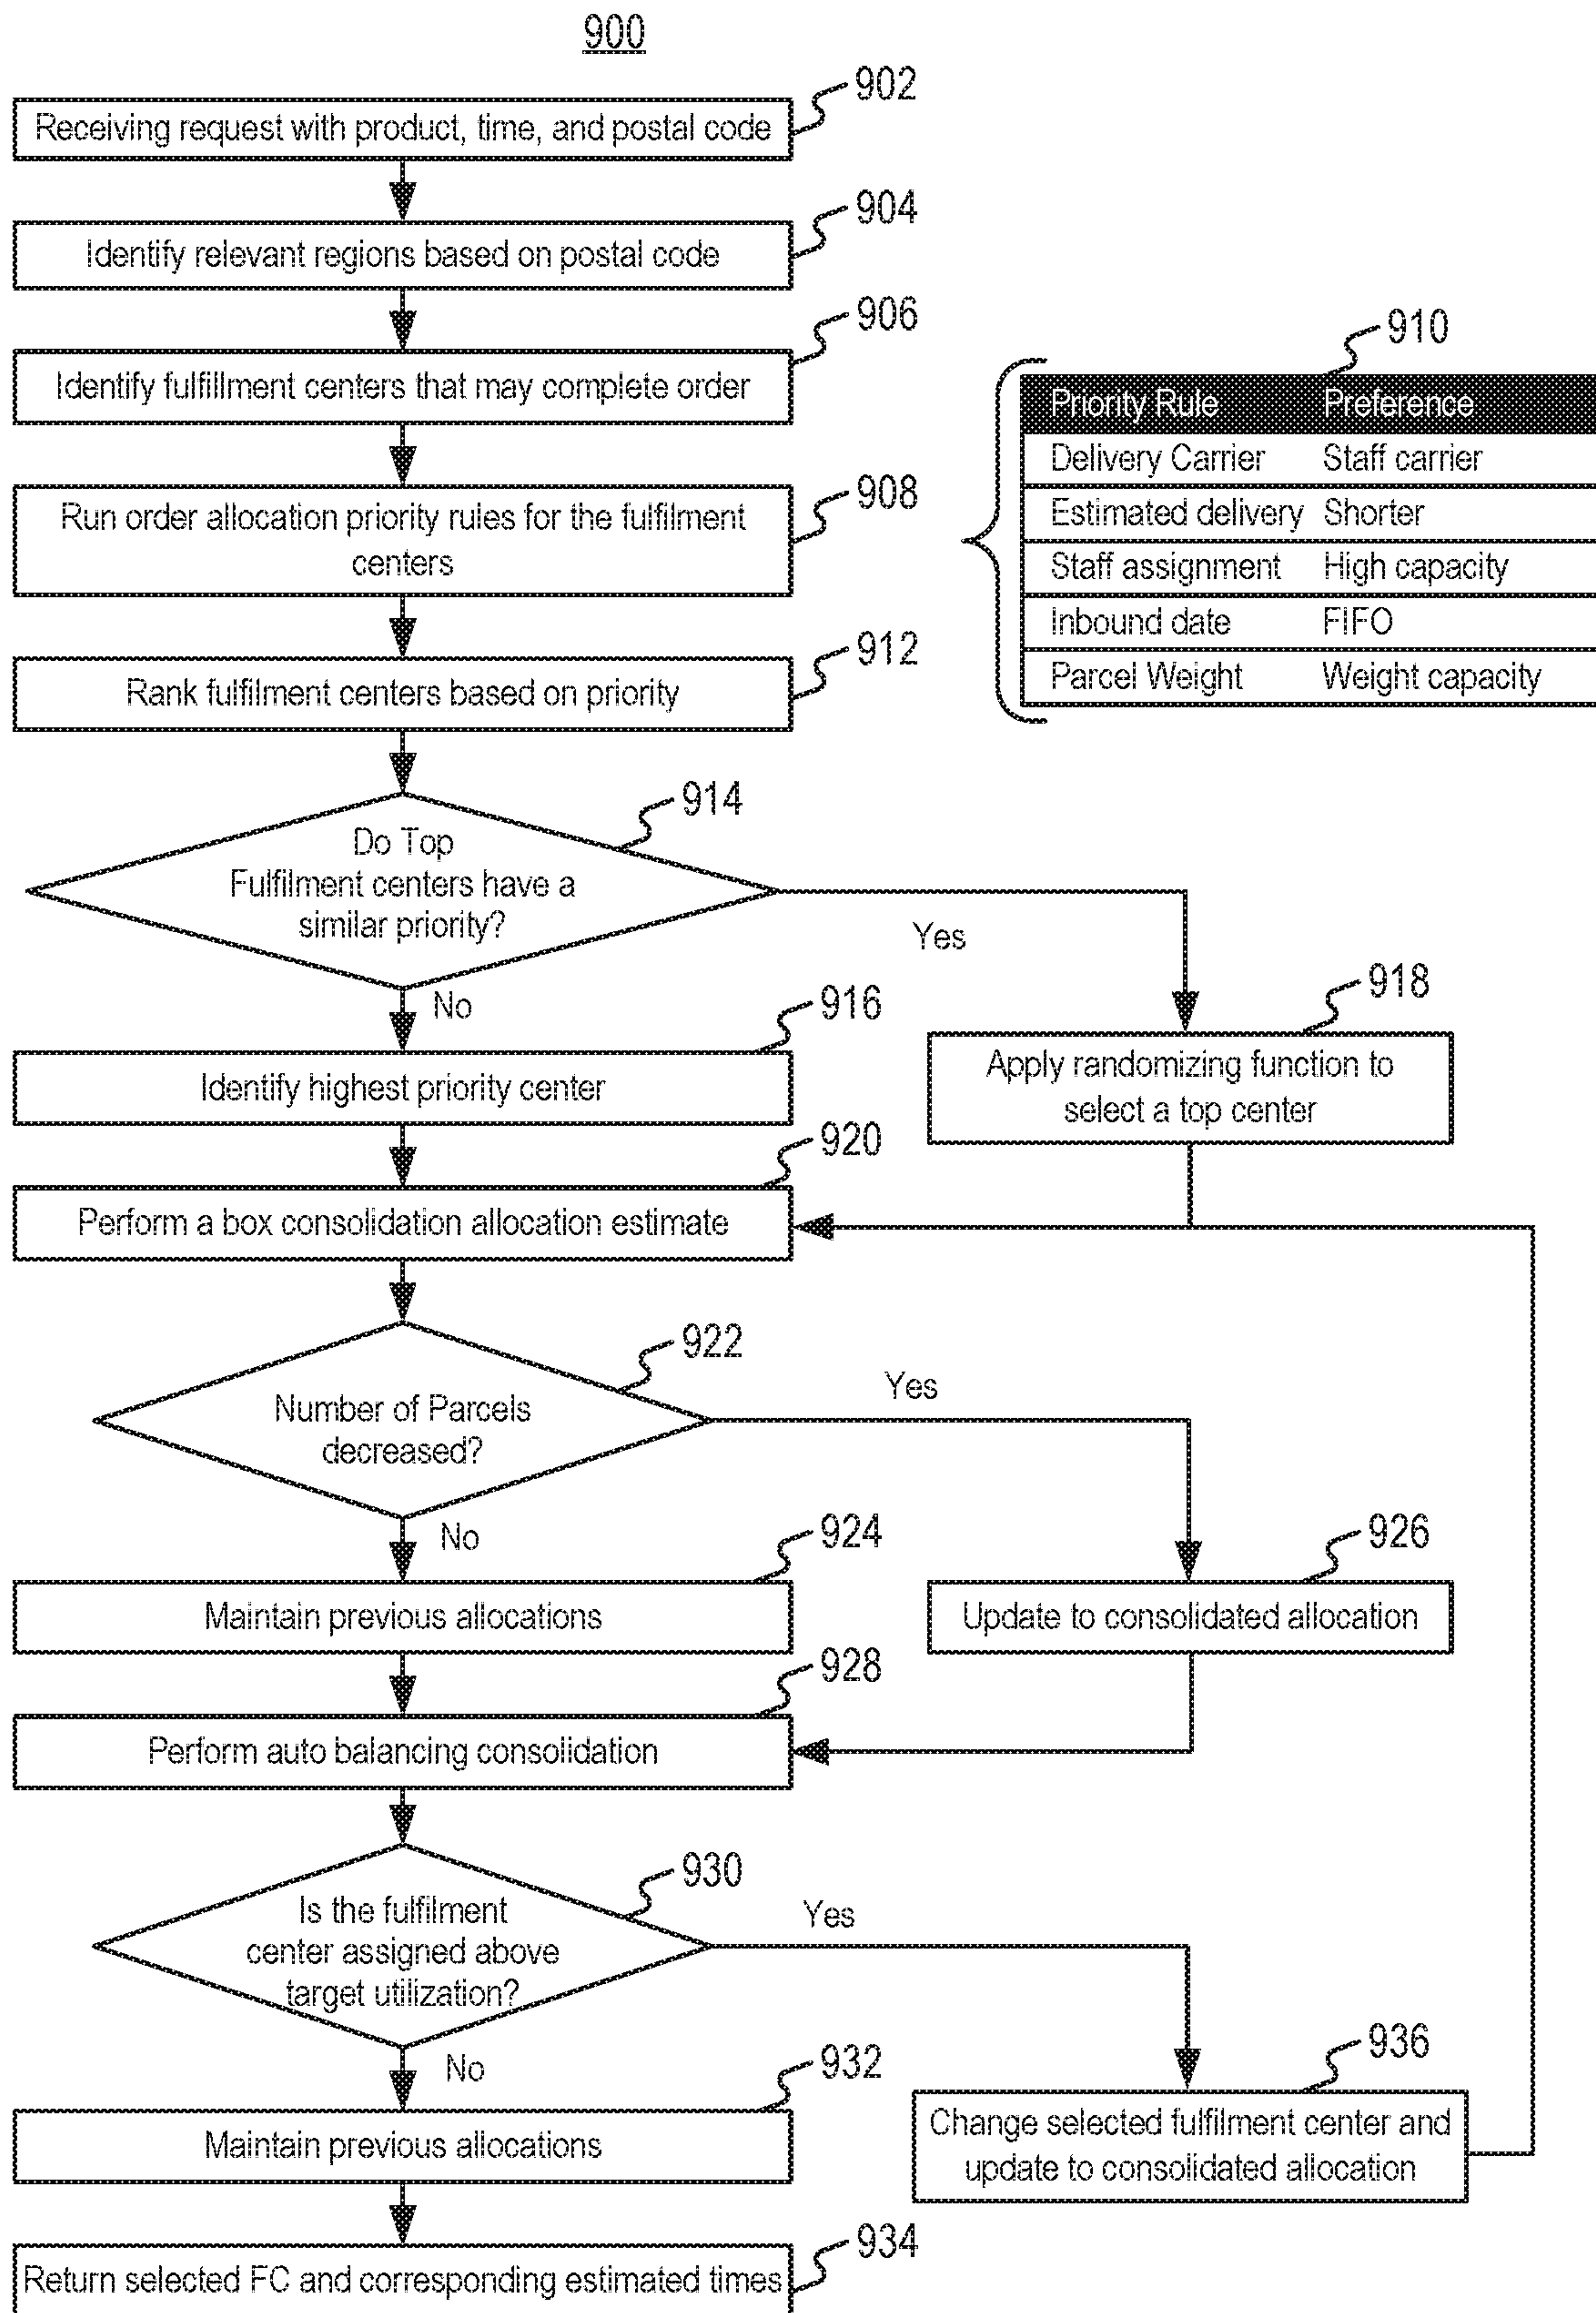 900
902
Receiving request with product, time, and postal code
904
Identify relevant regions based on postal code
906
Identify fulfillment centers that may complete order
908
Run order allocation priority rules for the fulfilment
centers
910
Priority Rule Preference
Delivery Carrier Staff carrier
Estimated delivery Shorter
Staff assignment High capacity
Inbound date FIFO
Parcel Weight Weight capacity
912
Rank fulfilment centers based on priority
914
Do Top
Fulfilment centers have a
similar priority?
Yes
No
916
Identify highest priority center
918
Apply randomizing function to
select a top center
920
Perform a box consolidation allocation estimate
922
Number of Parcels
decreased?
Yes
No
924
Maintain previous allocations
926
Update to consolidated allocation
928
Perform auto balancing consolidation
930
Is the fulfilment
center assigned above
target utilization?
Yes
No
932
Maintain previous allocations
936
Change selected fulfilment center and
update to consolidated allocation
934
Return selected FC and corresponding estimated times